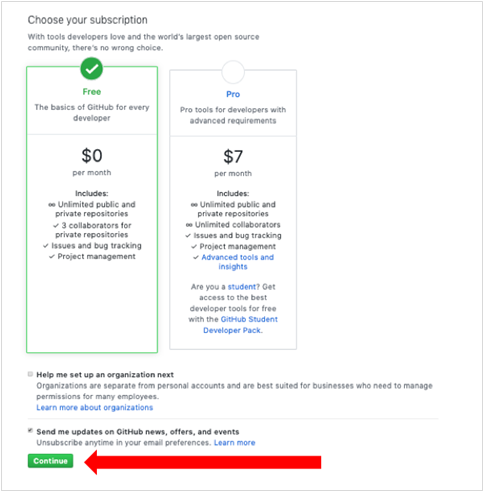 Choose your subscription
With tools developers love and the world's largest open source
community, there's no wrong choice.
Free
The basics of GitHub for every
developer
$0
per month
Includes:
∞ Unlimited public and
private repositories
✓ 3 collaborators for
private repositories
✓ Issues and bug tracking
✓ Project management
Pro
Pro tools for developers with
advanced requirements
$7
per month
Includes:
∞ Unlimited public and
private repositories
∞ Unlimited collaborators
✓ Issues and bug tracking
✓ Project management
✓ Advanced tools and
insights
Are you a student? Get
access to the best
developer tools for free
with the GitHub Student
Developer Pack.
Help me set up an organization next
Organizations are separate from personal accounts and are best suited for businesses who need to manage
permissions for many employees.
Learn more about organizations
Send me updates on GitHub news, offers, and events
Unsubscribe anytime in your email preferences. Learn more
Continue